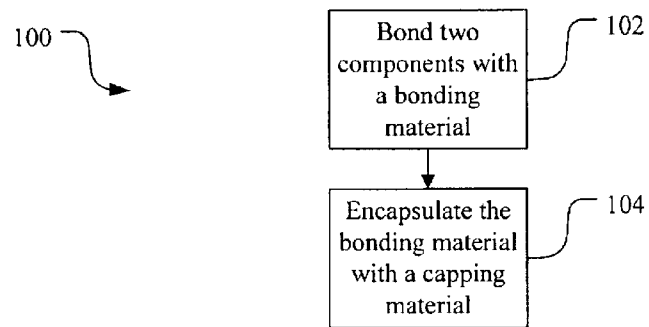 100
Bond two
components with
a bonding
material
102
Encapsulate the
bonding material
with a capping
material
104